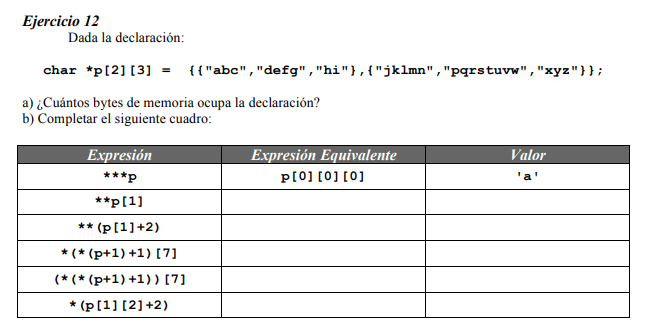 Ejercicio 12
Dada la declaración:
char *p[2][3] = {{"abc","defg","hi"},{"jklmn","pqrstuvw","xyz"}};
a) ¿Cuántos bytes de memoria ocupa la declaración?
b) Completar el siguiente cuadro:
Expresión Expresión Equivalente Valor
***p p[0][0][0] 'a'
**p[1]
**(p[1]+2)
*(*(p+1)+1)[7]
(*(*(p+1)+1))[7]
*(p[1][2]+2)